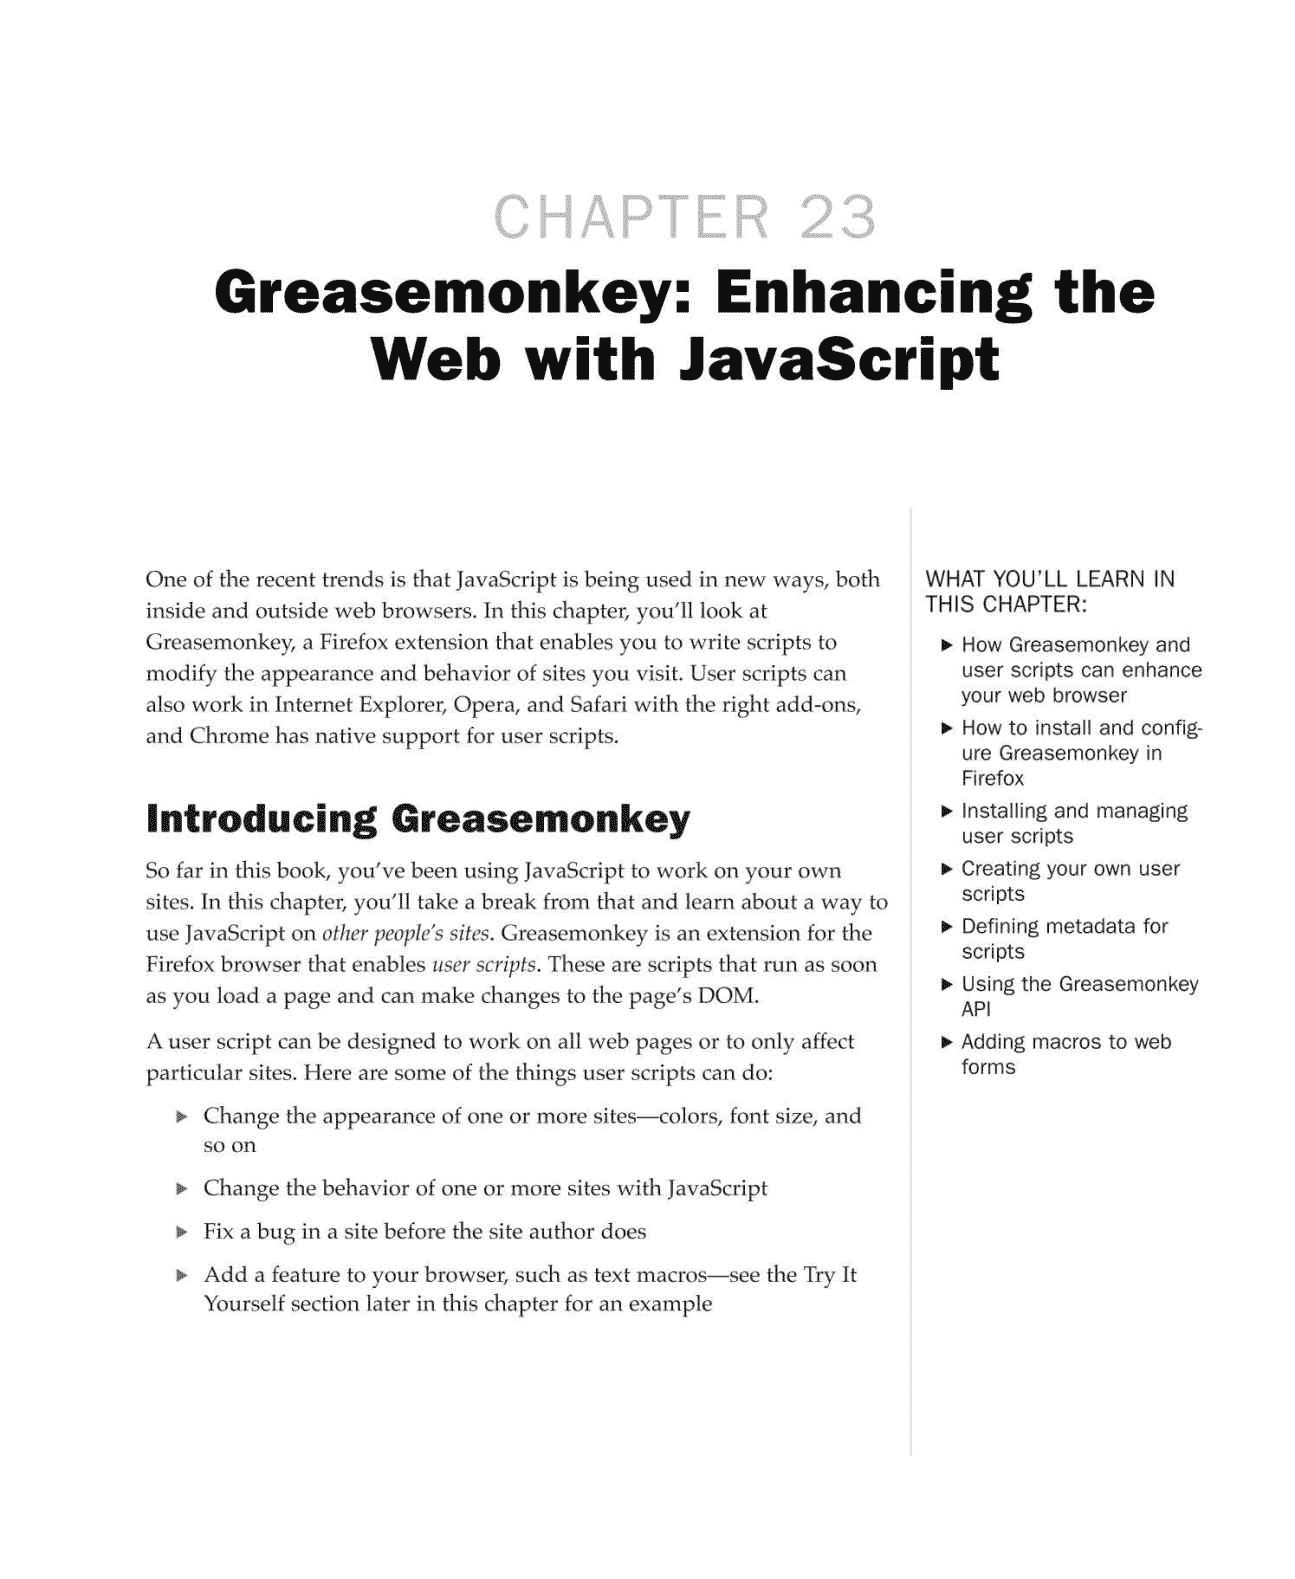 CHAPTER 23
Greasemonkey: Enhancing the
Web with JavaScript
One of the recent trends is that JavaScript is being used in new ways, both
inside and outside web browsers. In this chapter, you'll look at
Greasemonkey, a Firefox extension that enables you to write scripts to
modify the appearance and behavior of sites you visit. User scripts can
also work in Internet Explorer, Opera, and Safari with the right add-ons,
and Chrome has native support for user scripts.
Introducing Greasemonkey
So far in this book, you've been using JavaScript to work on your own
sites. In this chapter, you'll take a break from that and learn about a way to
use JavaScript on other people's sites. Greasemonkey is an extension for the
Firefox browser that enables user scripts. These are scripts that run as soon
as you load a page and can make changes to the page's DOM.
A user script can be designed to work on all web pages or to only affect
particular sites. Here are some of the things user scripts can do:
▶ Change the appearance of one or more sites—colors, font size, and
so on
▶ Change the behavior of one or more sites with JavaScript
▶ Fix a bug in a site before the site author does
▶ Add a feature to your browser, such as text macros—see the Try It
Yourself section later in this chapter for an example
WHAT YOU'LL LEARN IN
THIS CHAPTER:
▶ How Greasemonkey and
user scripts can enhance
your web browser
▶ How to install and config-
ure Greasemonkey in
Firefox
▶ Installing and managing
user scripts
▶ Creating your own user
scripts
▶ Defining metadata for
scripts
▶ Using the Greasemonkey
API
▶ Adding macros to web
forms